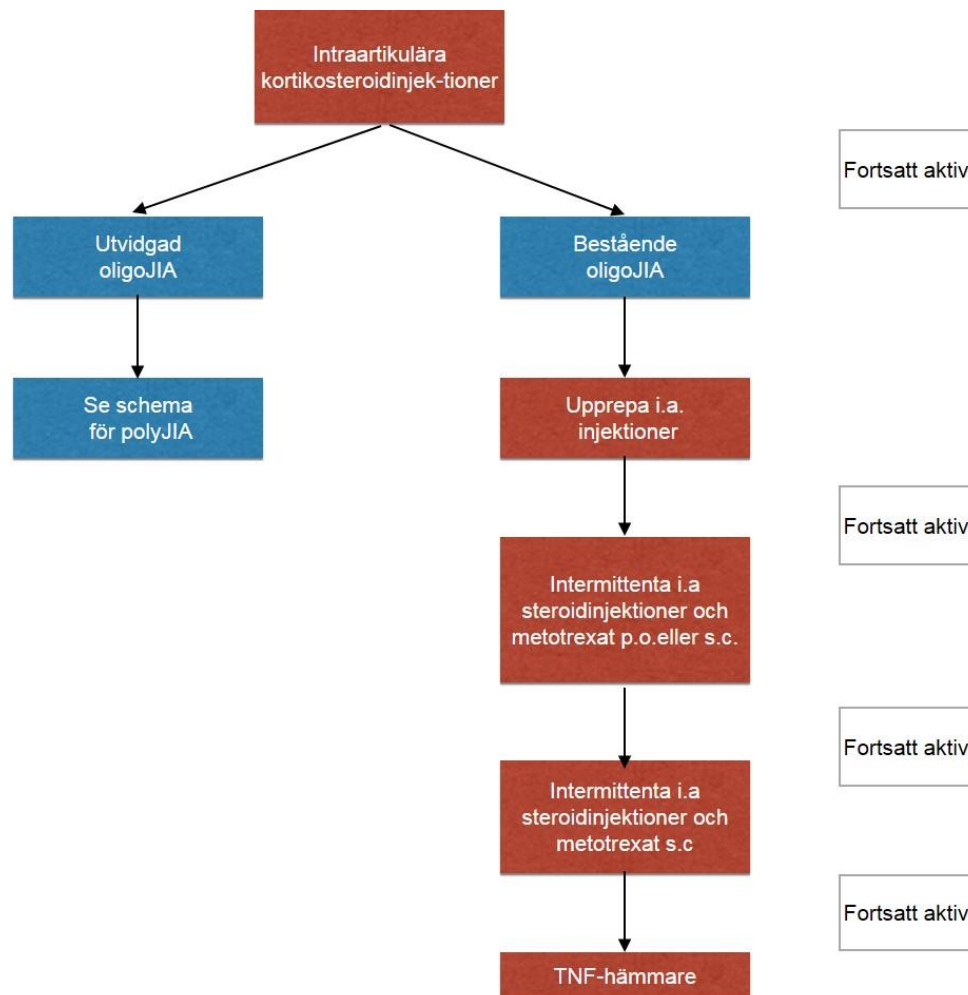 Intraartikulära
kortikosteroidinjek-tioner
Fortsatt aktiv
Utvidgad
oligoJIA
Bestående
oligoJIA
Se schema
för polyJIA
Upprepa i.a.
injektioner
Fortsatt aktiv
Intermittenta i.a
steroidinjektioner och
metotrexat p.o.eller s.c.
Fortsatt aktiv
Intermittenta i.a
steroidinjektioner och
metotrexat s.c
Fortsatt aktiv
TNF-hämmare